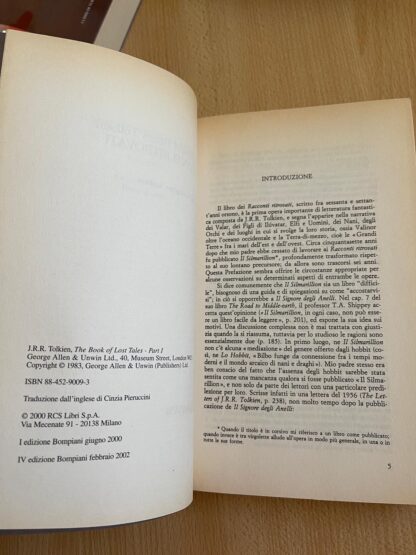 J.R.R. Tolkien, The Book of Lost Tales - Part 1
George Allen & Unwin Ltd., 40, Museum Street, London WC
Copyright © 1983, George Allen & Unwin (Publishers) Ltd
ISBN 88-452-9009-3
Traduzione dall'inglese di Cinzia Pieruccini
© 2000 RCS Libri S.p.A.
Via Mecenate 91 - 20138 Milano
I edizione Bompiani giugno 2000
IV edizione Bompiani febbraio 2002
INTRODUZIONE
Il libro dei Racconti ritrovati, scritto fra sessanta e settan-
t'anni orsono, è la prima opera importante di letteratura fantasti-
ca composta da J.R.R. Tolkien, e segna l'apparire nella narrativa
dei Valar, dei Figli di Ilúvatar, Elfi e Uomini, dei Nani, degli
Orchi e dei luoghi in cui si svolge la loro storia, ossia Valinor
oltre l'oceano occidentale e la Terra-di-mezzo, cioè le «Grandi
Terre» fra i mari dell'est e dell'ovest. Circa cinquantasette anni
dopo che mio padre ebbe cessato di lavorare ai Racconti ritrovati
fu pubblicato Il Silmarillion*, profondamente trasformato rispet-
to al suo lontano precursore; da allora sono trascorsi sei anni.
Questa Prefazione sembra offrire le circostanze appropriate per
alcune osservazioni su determinati aspetti di entrambe le opere.
Si dice comunemente che Il Silmarillion sia un libro "diffici-
le", bisognoso di una guida e di spiegazioni su come "accostarvi-
si"; in ciò si opporrebbe a Il Signore degli Anelli. Nel cap. 7 del
suo libro The Road to Middle-earth, il professor T.A. Shippey
accetta quest'opinione («Il Silmarillion, in ogni caso, non può es-
sere un libro facile da leggere», p. 201), ed espone la sua idea sui
motivi. Una discussione complessa non è mai trattata con giusti-
zia quando la si riassuma, tuttavia per lo studioso le ragioni sono
essenzialmente due (p. 185). In primo luogo, ne Il Silmarillion
non c'è alcuna «mediazione» del genere offerto dagli hobbit (co-
sì, ne Lo Hobbit, «Bilbo funge da connessione fra i tempi mo-
derni e il mondo arcaico di nani e draghi»). Mio padre stesso era
ben conscio del fatto che l'assenza degli hobbit sarebbe stata
sentita come una mancanza qualora si fosse pubblicato «Il Silma-
rillion», e non solo da parte dei lettori con una particolare predile-
zione per loro. Scrisse infatti in una lettera del 1956 (The Let-
ters of J.R.R. Tolkien, p. 238), non molto tempo dopo la pubblica-
zione de Il Signore degli Anelli:
* Quando il titolo è in corsivo mi riferisco a un libro come pubblicato;
quando invece è tra virgolette alludo all'opera in modo più generale, in una o in
tutte le sue forme.
5